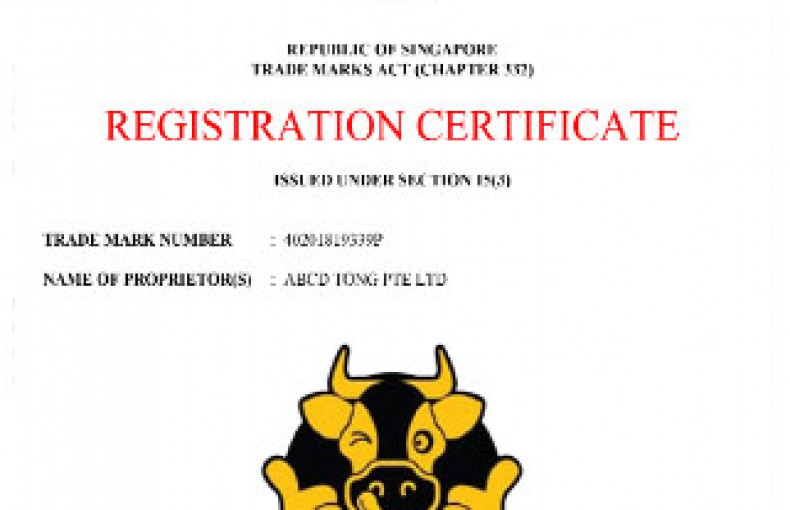 REPUBLIC OF SINGAPORE
TRADE MARKS ACT (CHAPTER 332)
REGISTRATION CERTIFICATE
ISSUED UNDER SECTION 15(3)
TRADE MARK NUMBER : 40201819339P
NAME OF PROPRIETOR(S) : ABCD TONG PTE LTD